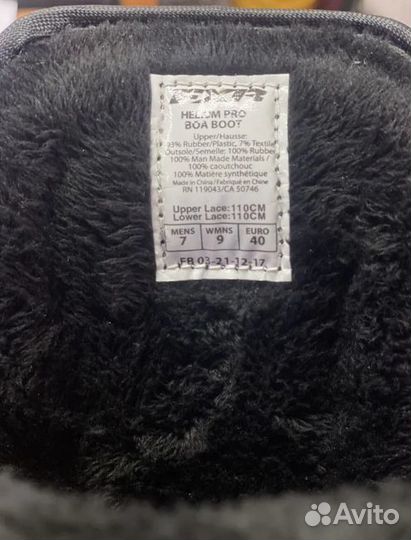 FXR
HELIUM PRO
BOA BOOT
Upper/Hausse:
93% Rubber/Plastic, 7% Textile
Outsole/Semelle: 100% Rubber
100% Man Made Materials /
100% caoutchouc
100% Matière synthétique
Made in China / Fabriqué en Chine
RN 119043/CA 50746
Upper Lace:110CM
Lower Lace:110CM
MENS WMNS EURO
7 9 40
FB 03-21-12-17
Avito